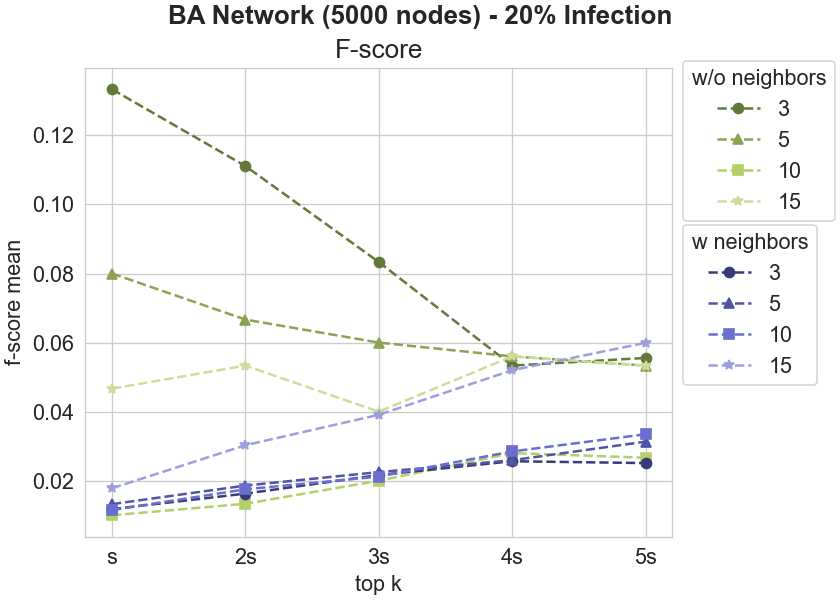 BA Network (5000 nodes) - 20% Infection
F-score
f-score mean
0.12
0.10
0.08
0.06
0.04
0.02
s 2s 3s 4s 5s
top k
w/o neighbors
3
5
10
15
w neighbors
3
5
10
15